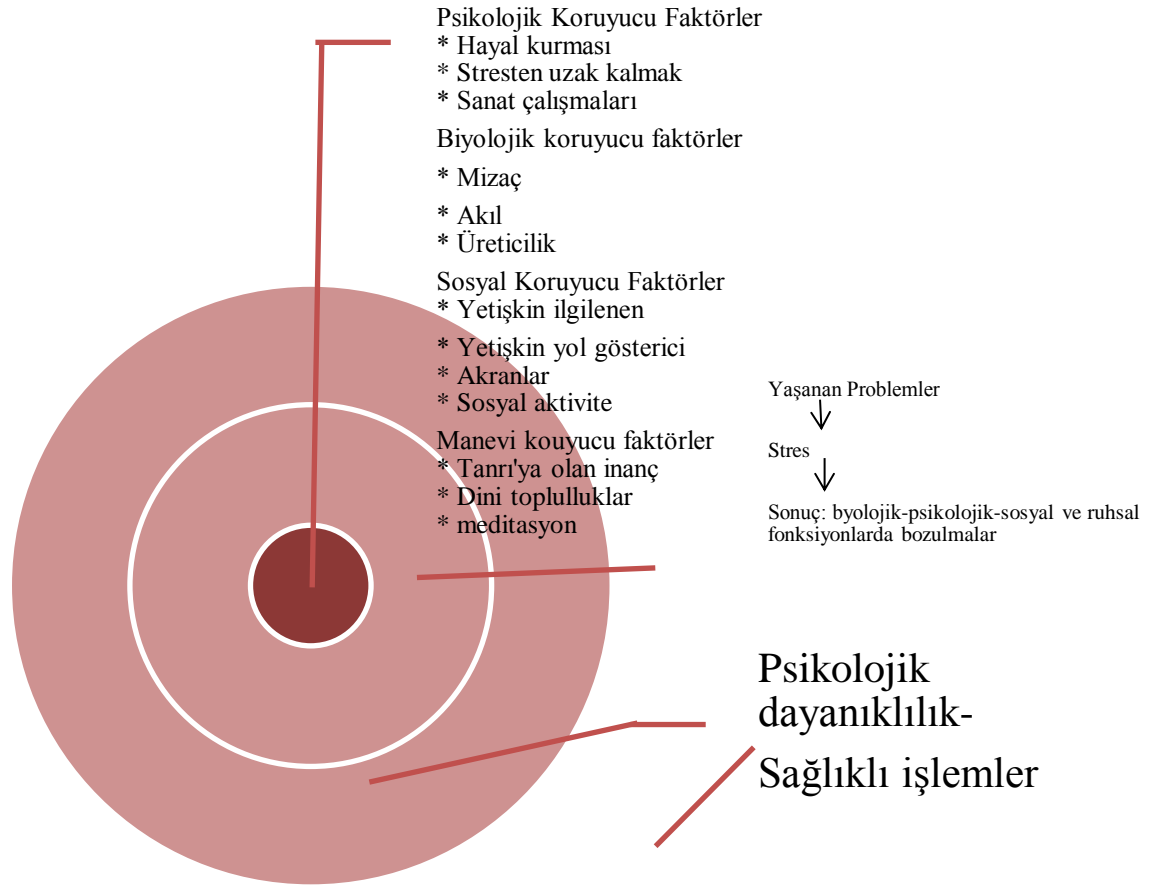 Psikolojik Koruyucu Faktörler
* Hayal kurması
* Stresten uzak kalmak
* Sanat çalışmaları
Biyolojik koruyucu faktörler
* Mizaç
* Akıl
* Üreticilik
Sosyal Koruyucu Faktörler
* Yetişkin ilgilenen
* Yetişkin yol gösterici
* Akranlar
* Sosyal aktivite
Manevi kouyucu faktörler
* Tanrı'ya olan inanç
* Dini toplulluklar
* meditasyon
Yaşanan Problemler
Stres
Sonuç: byolojik-psikolojik-sosyal ve ruhsal
fonksiyonlarda bozulmalar
Psikolojik
dayanıklılık-
Sağlıklı işlemler